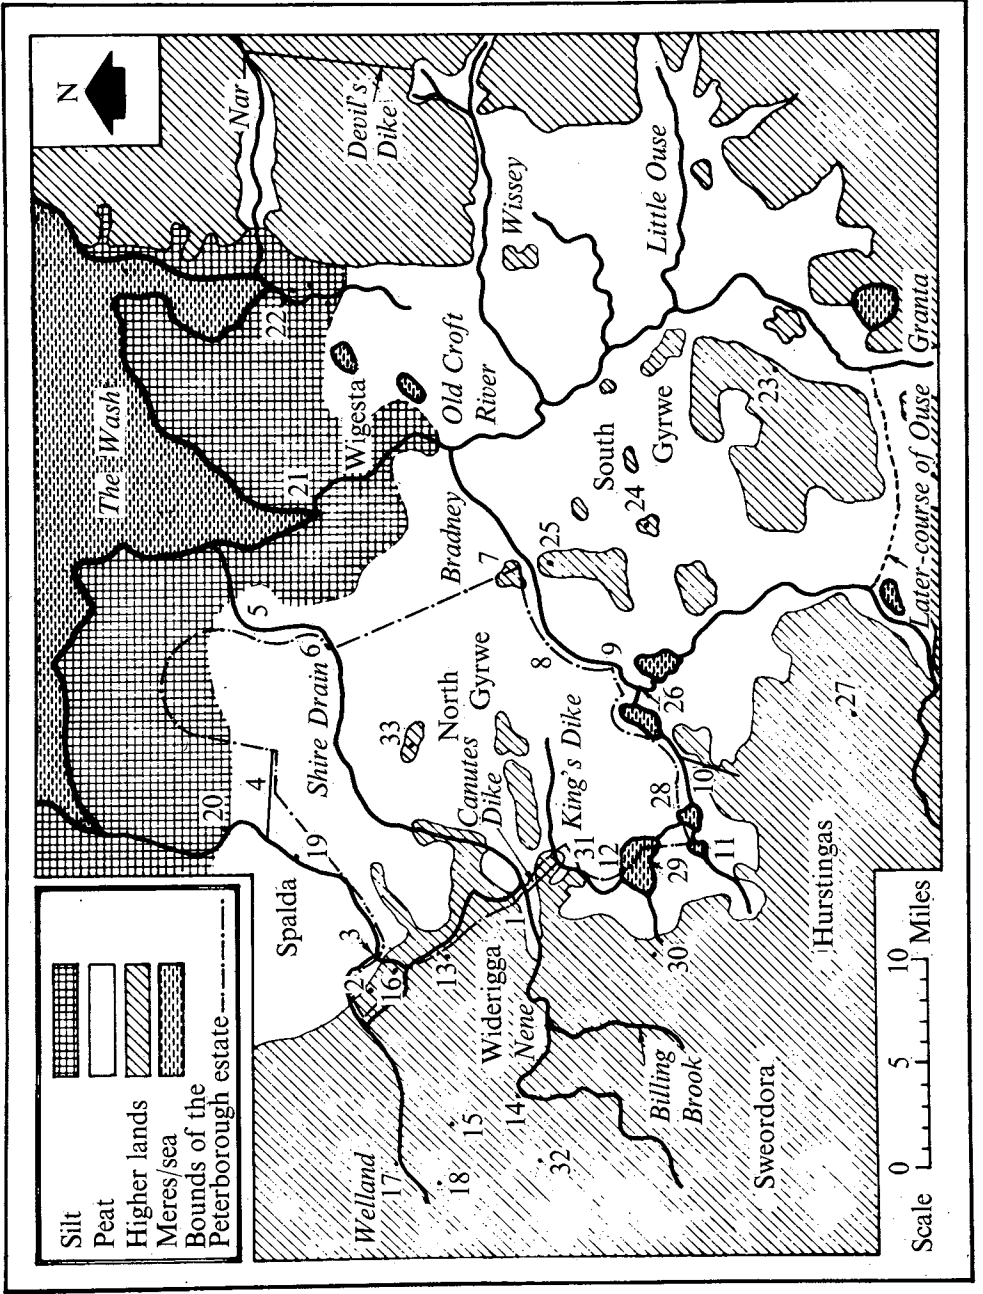 Silt
Peat
Higher lands
Meres/sea
Bounds of the
Peterborough estate
N
The Wash
Nar
Devil's
Dike
Spalda
20
19
4
5
21
22
Wigesta
Shire Drain
6
Old Croft
River
Wissey
Little Ouse
Welland
17
18
15
2
3
16
13
33
North
Gyrwe
Canutes
Dike
Bradney
7
8
25
South
Gyrwe
24
23
Widerigga
Nene
1
14
32
King's Dike
31
12
9
26
28
10
29
11
30
27
Billing
Brook
Sweordora
Hurstingas
Granta
Later-course of Ouse
Scale
0
5
10
Miles